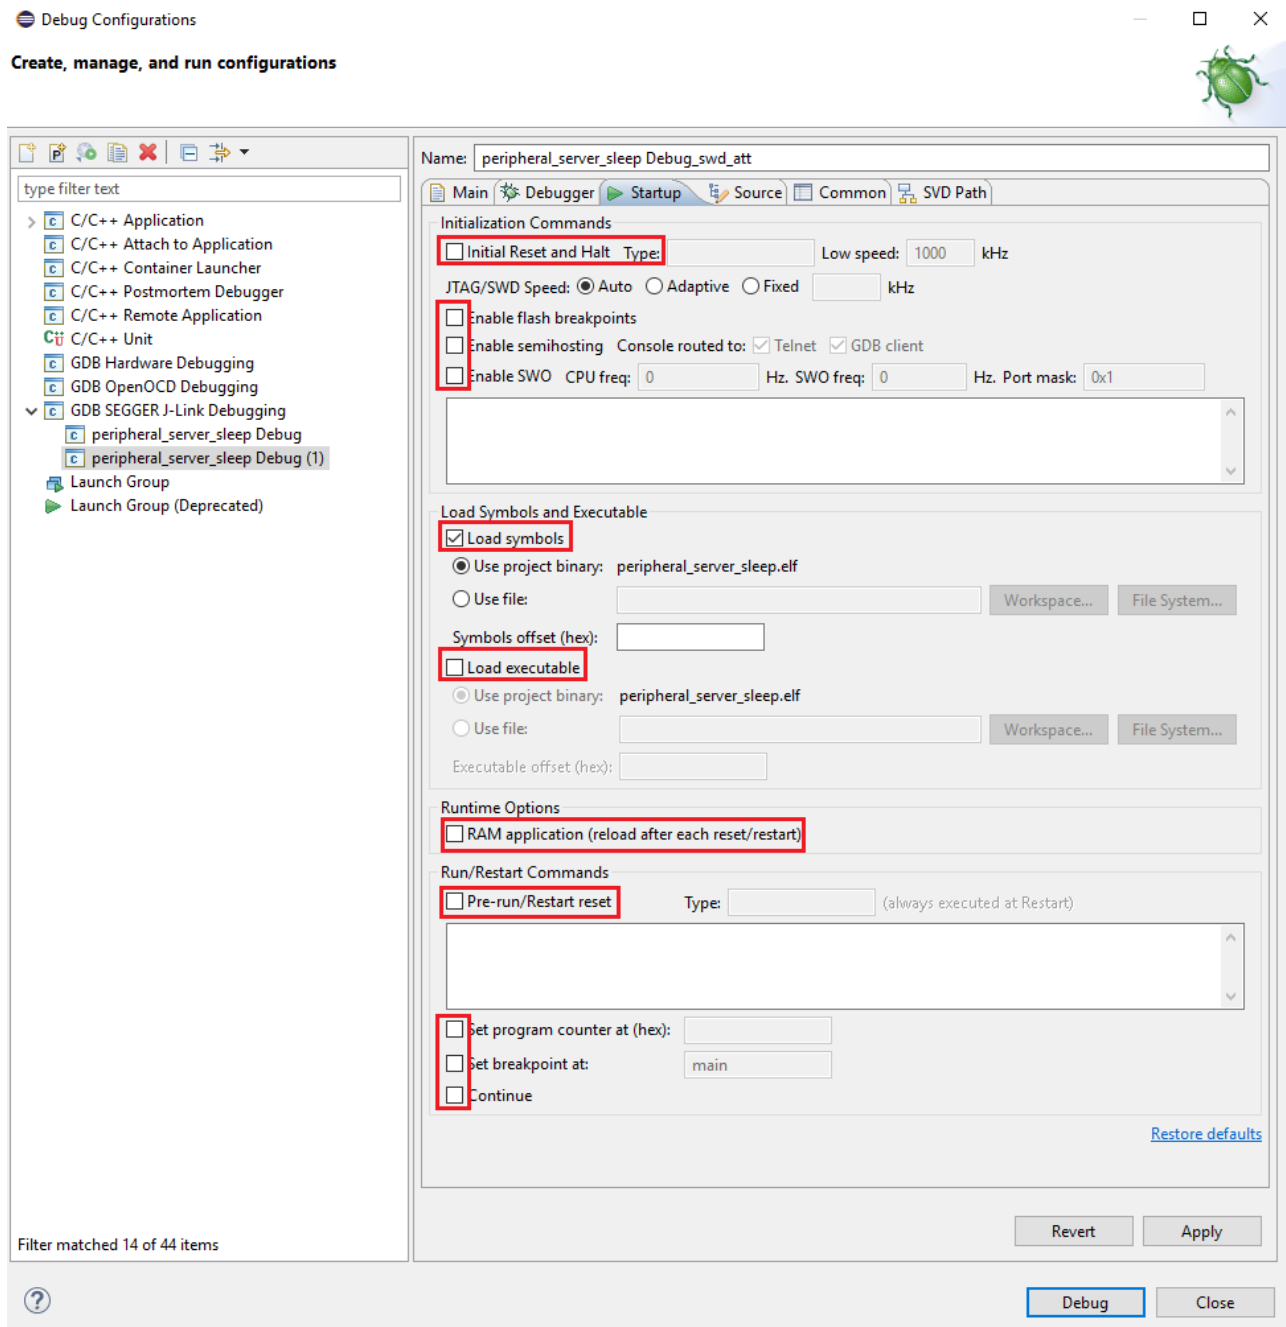 Debug Configurations
Create, manage, and run configurations
type filter text
C/C++ Application
C/C++ Attach to Application
C/C++ Container Launcher
C/C++ Postmortem Debugger
C/C++ Remote Application
C/C++ Unit
GDB Hardware Debugging
GDB OpenOCD Debugging
GDB SEGGER J-Link Debugging
peripheral_server_sleep Debug
peripheral_server_sleep Debug (1)
Launch Group
Launch Group (Deprecated)
Filter matched 14 of 44 items
Name: peripheral_server_sleep Debug_swd_att
Main Debugger Startup Source Common SVD Path
Initialization Commands
Initial Reset and Halt Type: Low speed: 1000 kHz
JTAG/SWD Speed: Auto Adaptive Fixed kHz
Enable flash breakpoints
Enable semihosting Console routed to: Telnet GDB client
Enable SWO CPU freq: 0 Hz. SWO freq: 0 Hz. Port mask: 0x1
Load Symbols and Executable
Load symbols
Use project binary: peripheral_server_sleep.elf
Use file: Workspace... File System...
Symbols offset (hex):
Load executable
Use project binary: peripheral_server_sleep.elf
Use file: Workspace... File System...
Executable offset (hex):
Runtime Options
RAM application (reload after each reset/restart)
Run/Restart Commands
Pre-run/Restart reset Type: (always executed at Restart)
Set program counter at (hex):
Set breakpoint at: main
Continue
Restore defaults
Revert Apply
Debug Close